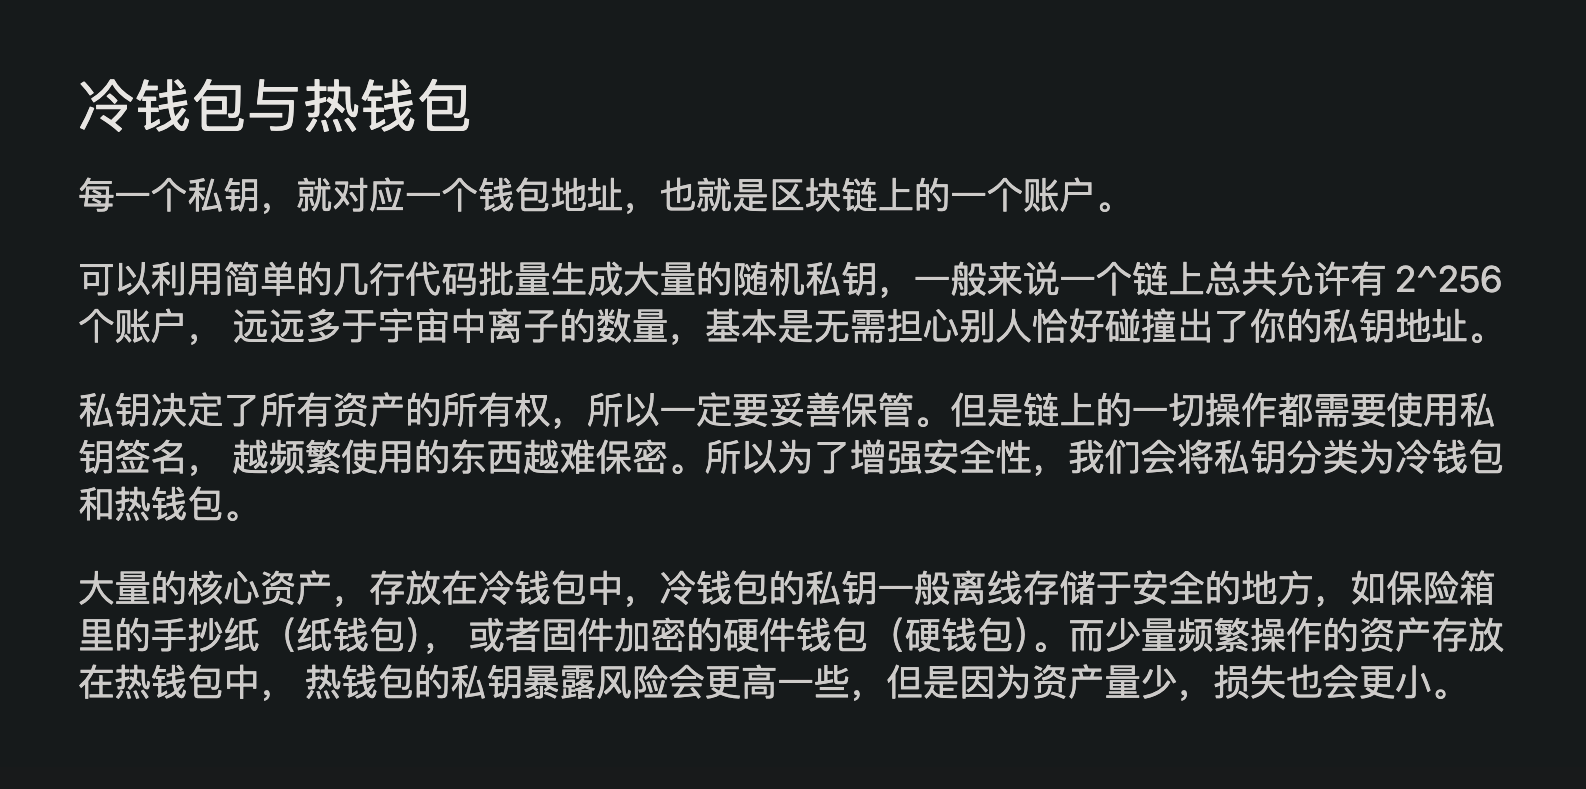 冷钱包与热钱包
每一个私钥，就对应一个钱包地址，也就是区块链上的一个账户。
可以利用简单的几行代码批量生成大量的随机私钥，一般来说一个链上总共允许有 2^256
个账户， 远远多于宇宙中离子的数量，基本是无需担心别人恰好碰撞出了你的私钥地址。
私钥决定了所有资产的所有权，所以一定要妥善保管。但是链上的一切操作都需要使用私
钥签名， 越频繁使用的东西越难保密。所以为了增强安全性，我们会将私钥分类为冷钱包
和热钱包。
大量的核心资产，存放在冷钱包中，冷钱包的私钥一般离线存储于安全的地方，如保险箱
里的手抄纸（纸钱包）， 或者固件加密的硬件钱包（硬钱包）。而少量频繁操作的资产存放
在热钱包中， 热钱包的私钥暴露风险会更高一些，但是因为资产量少，损失也会更小。